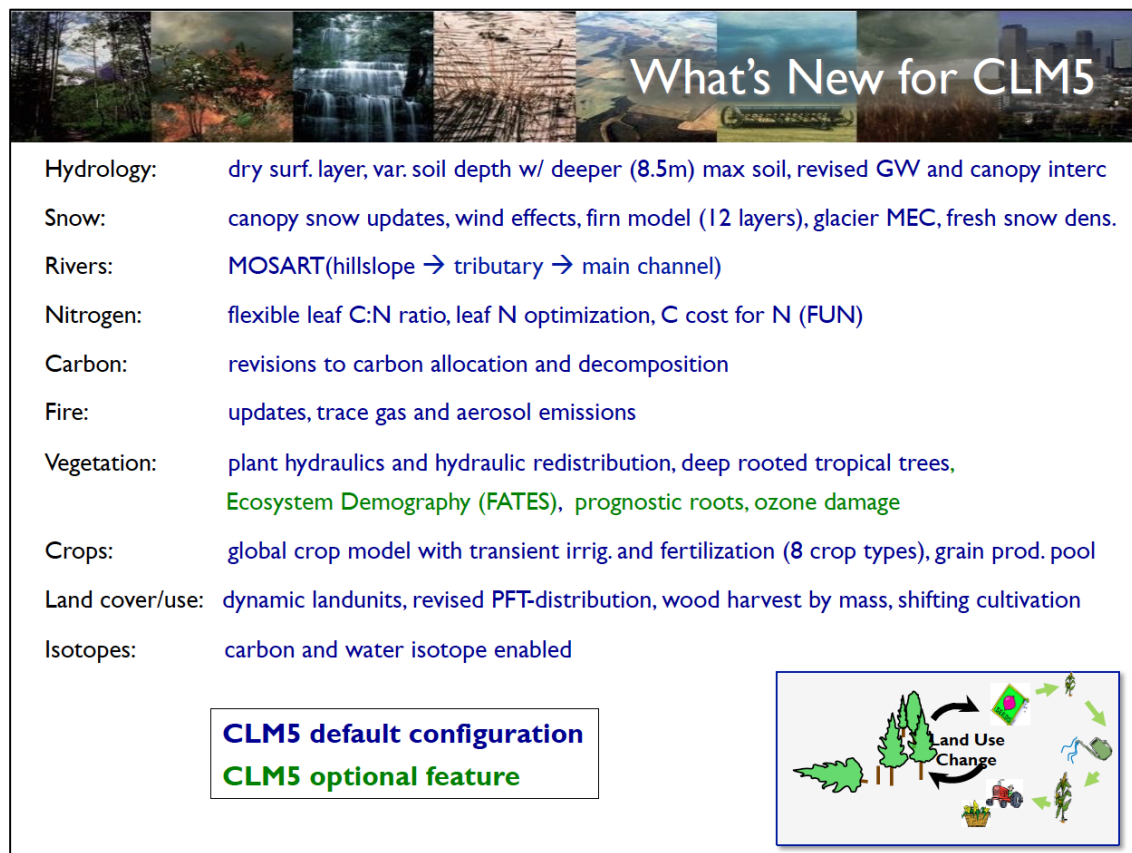 What's New for CLM5
Hydrology: dry surf. layer, var. soil depth w/ deeper (8.5m) max soil, revised GW and canopy interc
Snow: canopy snow updates, wind effects, firn model (12 layers), glacier MEC, fresh snow dens.
Rivers: MOSART(hillslope → tributary → main channel)
Nitrogen: flexible leaf C:N ratio, leaf N optimization, C cost for N (FUN)
Carbon: revisions to carbon allocation and decomposition
Fire: updates, trace gas and aerosol emissions
Vegetation: plant hydraulics and hydraulic redistribution, deep rooted tropical trees,
Ecosystem Demography (FATES), prognostic roots, ozone damage
Crops: global crop model with transient irrig. and fertilization (8 crop types), grain prod. pool
Land cover/use: dynamic landunits, revised PFT-distribution, wood harvest by mass, shifting cultivation
Isotopes: carbon and water isotope enabled
CLM5 default configuration
CLM5 optional feature
Land Use
Change